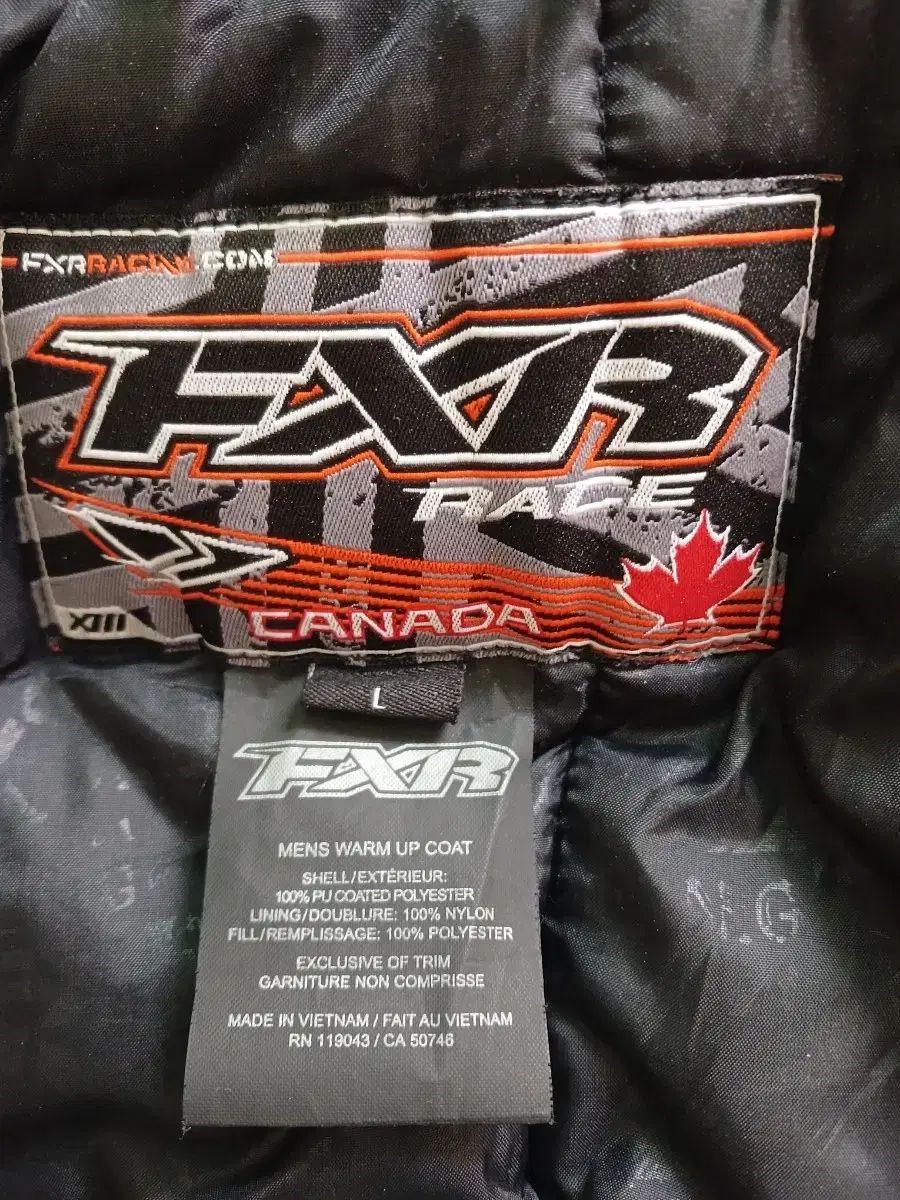 FXRRACING.COM
FXR
RACE
XIII
CANADA
L
FXR
MENS WARM UP COAT
SHELL/EXTÉRIEUR:
100% PU COATED POLYESTER
LINING/DOUBLURE: 100% NYLON
FILL/REMPLISSAGE: 100% POLYESTER
EXCLUSIVE OF TRIM
GARNITURE NON COMPRISE
MADE IN VIETNAM / FAIT AU VIETNAM
RN 119043 / CA 50746